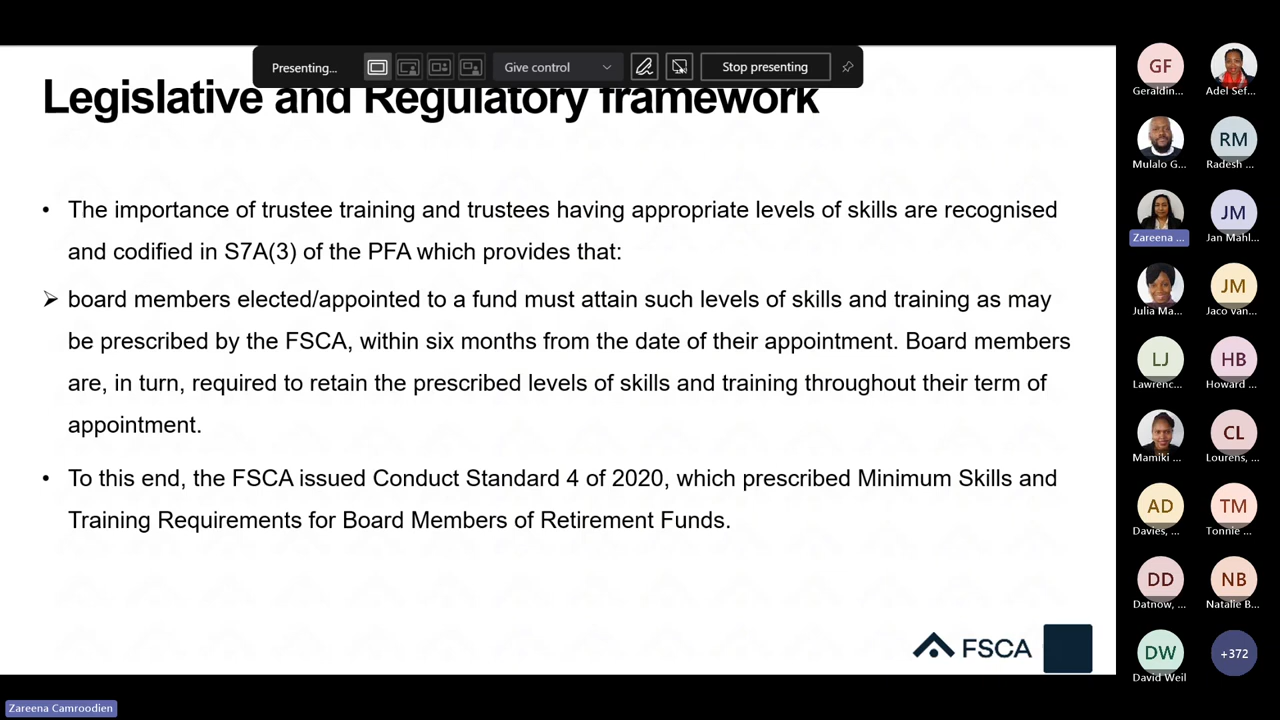 Presenting...
Give control
Stop presenting
Legislative and Regulatory framework
• The importance of trustee training and trustees having appropriate levels of skills are recognised
and codified in S7A(3) of the PFA which provides that:
➢ board members elected/appointed to a fund must attain such levels of skills and training as may
be prescribed by the FSCA, within six months from the date of their appointment. Board members
are, in turn, required to retain the prescribed levels of skills and training throughout their term of
appointment.
• To this end, the FSCA issued Conduct Standard 4 of 2020, which prescribed Minimum Skills and
Training Requirements for Board Members of Retirement Funds.
FSCA
GF
Geraldin...
Adel Sef...
Mulalo G...
RM
Radesh ...
Zareena ...
JM
Jan Mahl...
Julia Ma...
JM
Jaco van...
LJ
Lawrenc...
HB
Howard ...
Mamiki ...
CL
Lourens, ...
AD
Davies, ...
TM
Tonnie ...
DD
Datnow, ...
NB
Natalie B...
DW
David Weil
+372
Zareena Camroodien